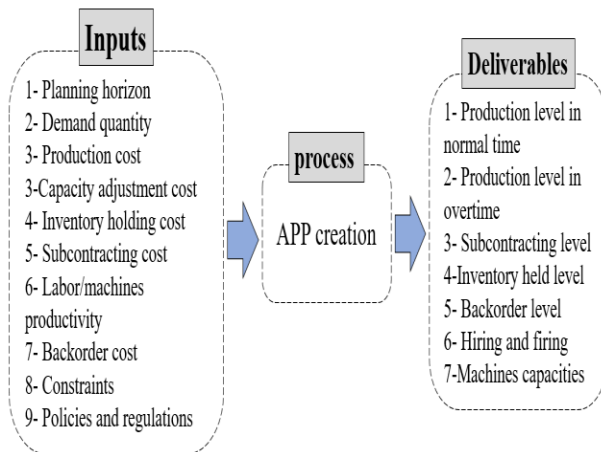 Inputs
1- Planning horizon
2- Demand quantity
3- Production cost
3-Capacity adjustment cost
4- Inventory holding cost
5- Subcontracting cost
6- Labor/machines
productivity
7- Backorder cost
8- Constraints
9- Policies and regulations
process
APP creation
Deliverables
1- Production level in
normal time
2- Production level in
overtime
3- Subcontracting level
4-Inventory held level
5- Backorder level
6- Hiring and firing
7-Machines capacities